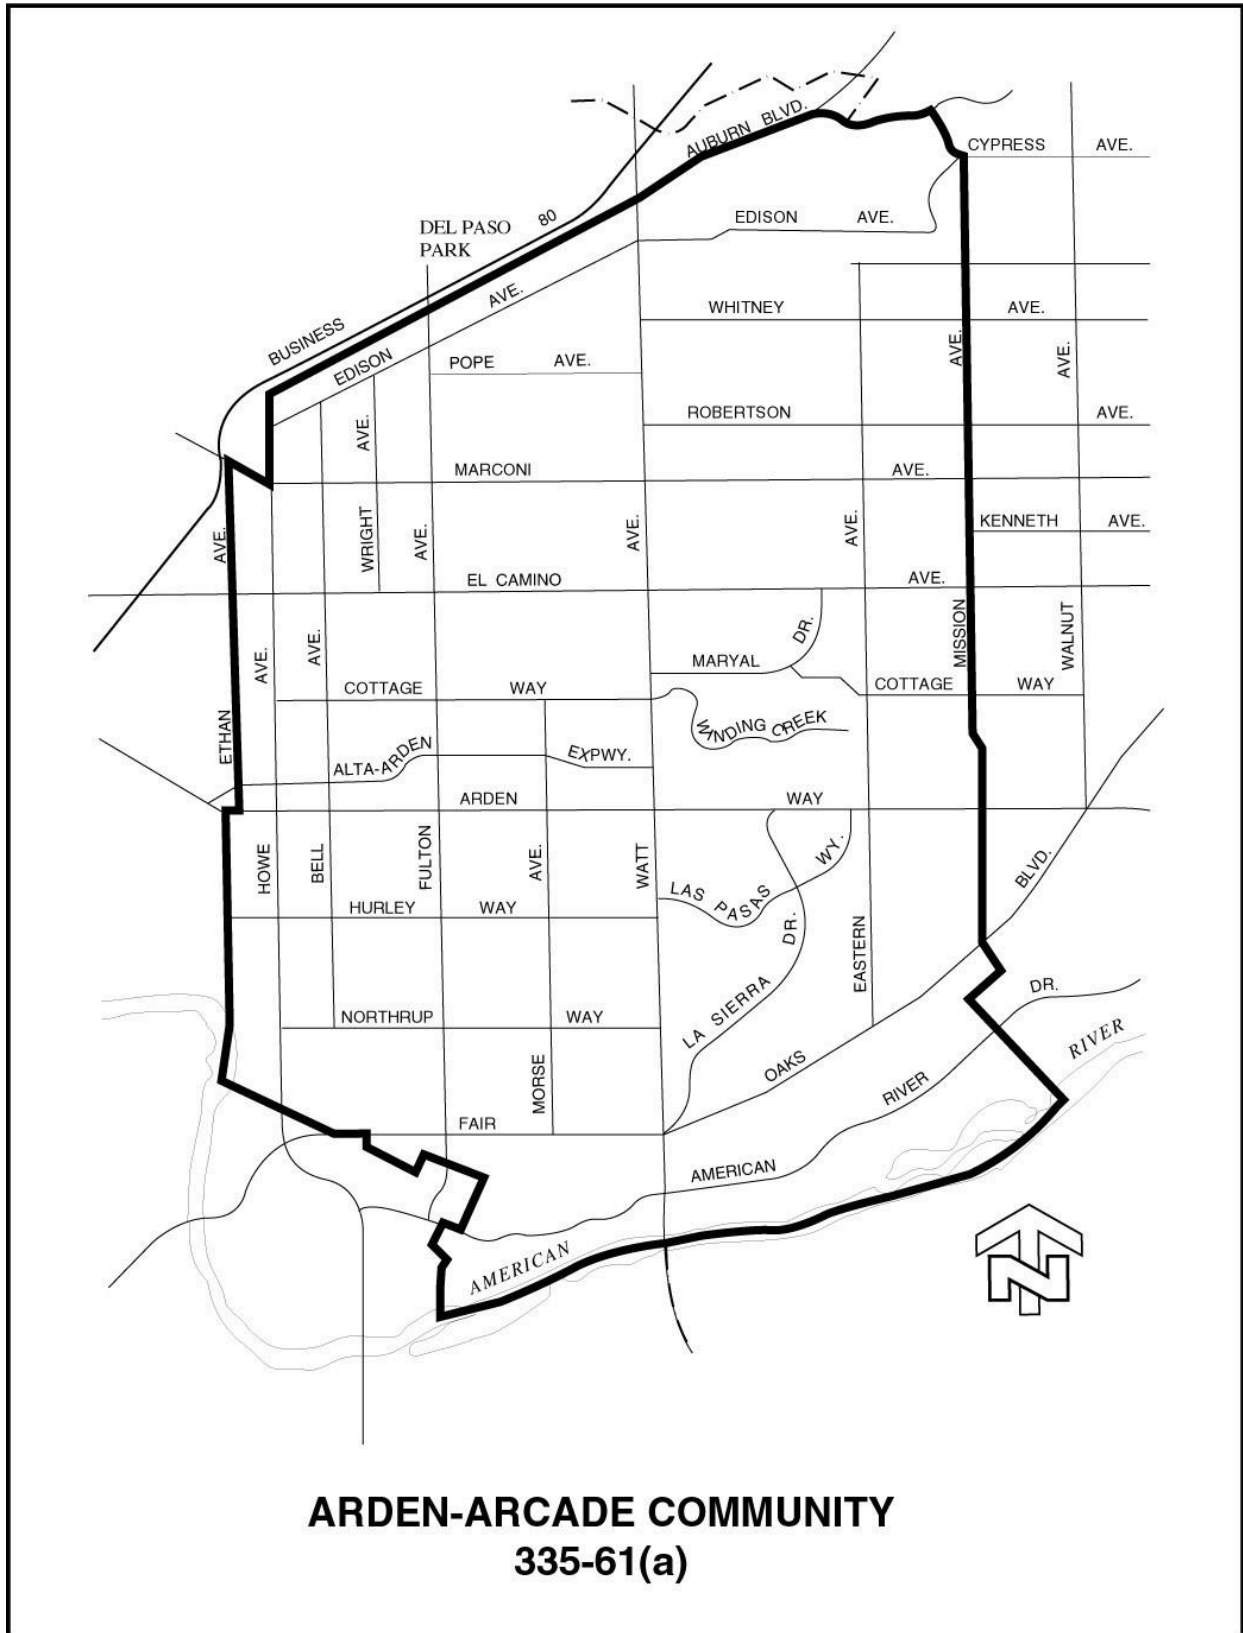 AUBURN BLVD.
CYPRESS AVE.
EDISON AVE.
80
DEL PASO
PARK
AVE.
BUSINESS
WHITNEY AVE.
EDISON
POPE AVE.
AVE.
AVE.
ROBERTSON AVE.
AVE.
MARCONI AVE.
WRIGHT
AVE.
AVE.
AVE.
AVE.
KENNETH AVE.
EL CAMINO AVE.
MISSION
WALNUT
DR.
AVE.
AVE.
MARYAL
COTTAGE WAY
COTTAGE WAY
ETHAN
WINDING CREEK
ALTA-ARDEN EXPWY.
ARDEN WAY
HOWE
BELL
FULTON
AVE.
WATT
WY.
BLVD.
LAS PASAS
HURLEY WAY
DR.
EASTERN
LA SIERRA
DR.
NORTHRUP WAY
RIVER
OAKS
MORSE
RIVER
FAIR
AMERICAN
AMERICAN
N
ARDEN-ARCADE COMMUNITY
335-61(a)